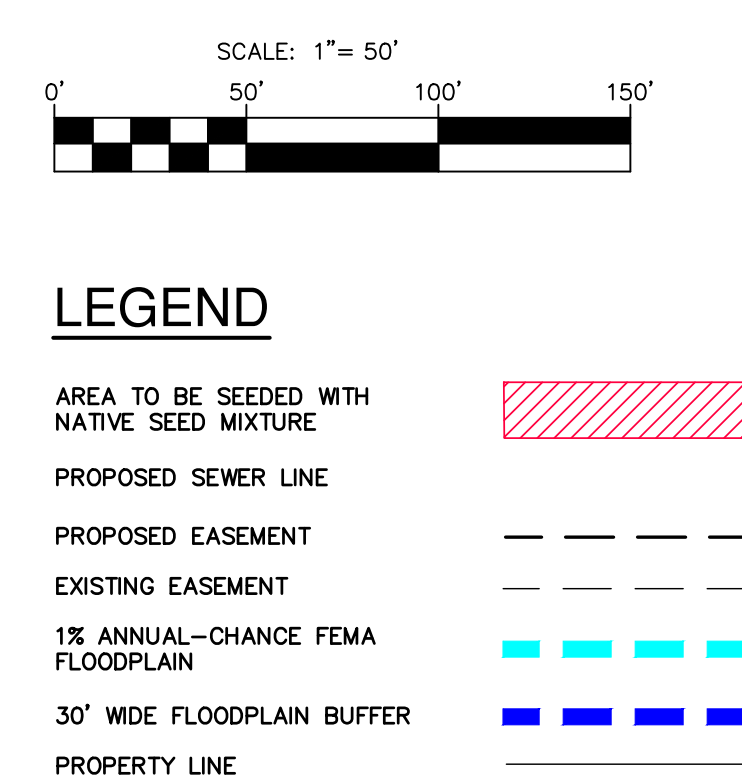 SCALE: 1"= 50'
0' 50' 100' 150'
LEGEND
AREA TO BE SEEDED WITH
NATIVE SEED MIXTURE
PROPOSED SEWER LINE
PROPOSED EASEMENT
EXISTING EASEMENT
1% ANNUAL-CHANCE FEMA
FLOODPLAIN
30' WIDE FLOODPLAIN BUFFER
PROPERTY LINE